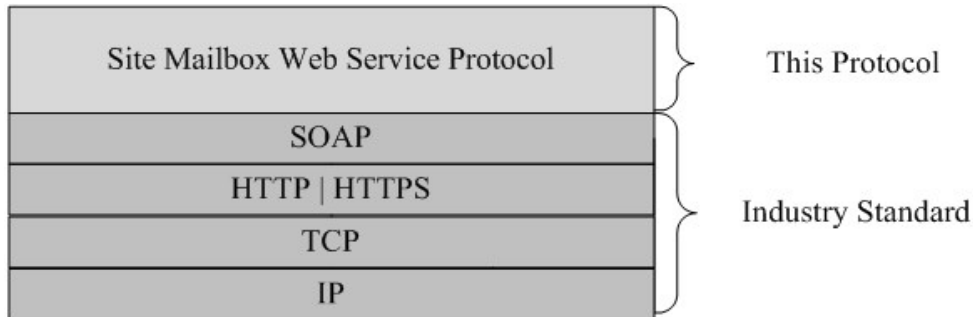 Site Mailbox Web Service Protocol
This Protocol
SOAP
HTTP | HTTPS
TCP
IP
Industry Standard